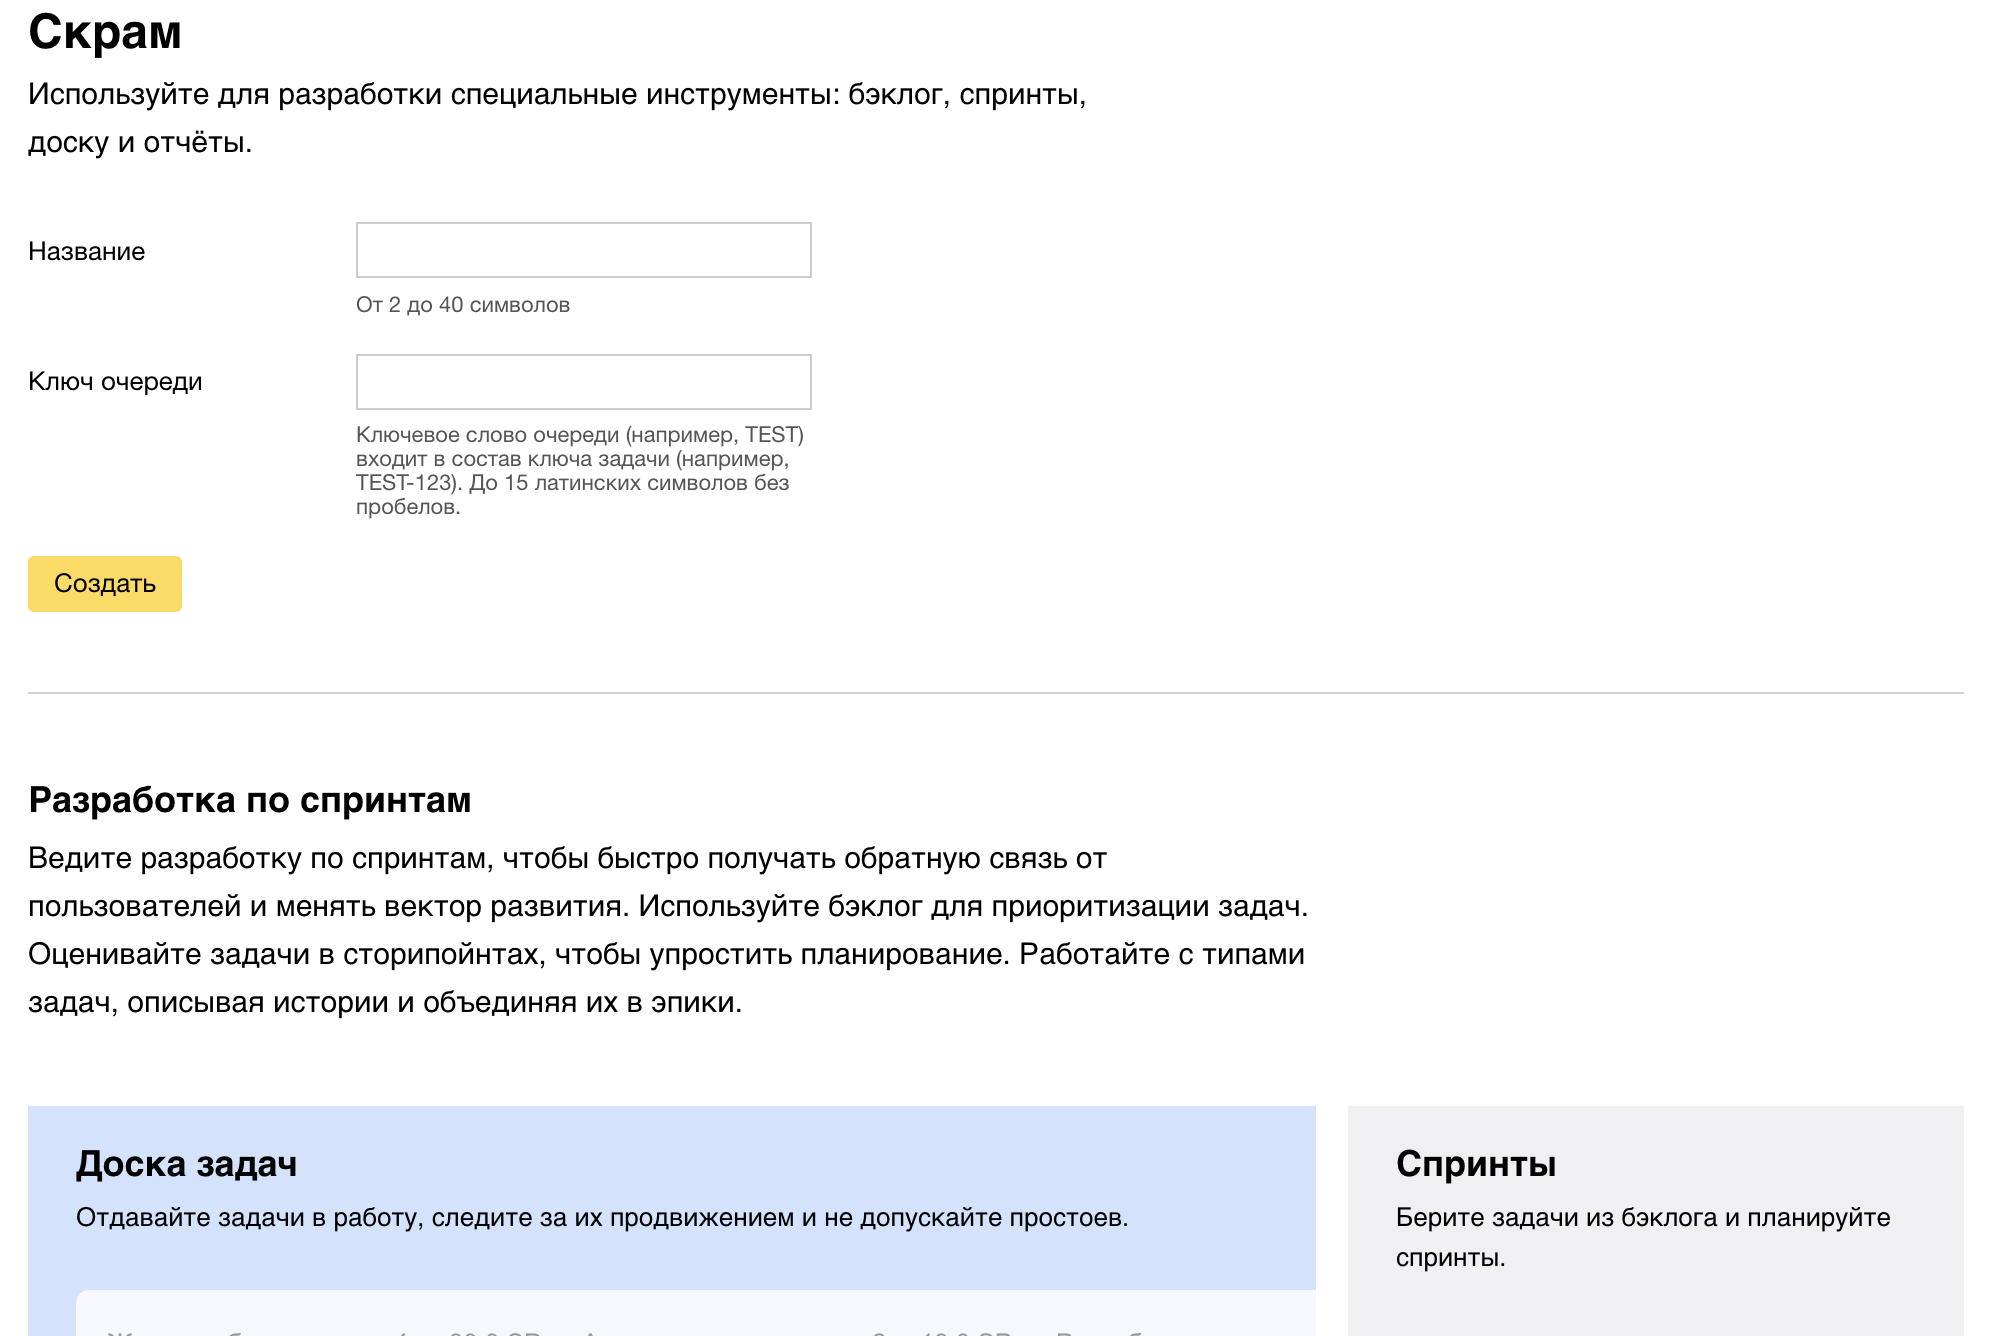 Скрам
Используйте для разработки специальные инструменты: бэклог, спринты,
доску и отчёты.
Название
От 2 до 40 символов
Ключ очереди
Ключевое слово очереди (например, TEST)
входит в состав ключа задачи (например,
TEST-123). До 15 латинских символов без
пробелов.
Создать
Разработка по спринтам
Ведите разработку по спринтам, чтобы быстро получать обратную связь от
пользователей и менять вектор развития. Используйте бэклог для приоритизации задач.
Оценивайте задачи в сторипойнтах, чтобы упростить планирование. Работайте с типами
задач, описывая истории и объединяя их в эпики.
Доска задач
Отдавайте задачи в работу, следите за их продвижением и не допускайте простоев.
Спринты
Берите задачи из бэклога и планируйте
спринты.